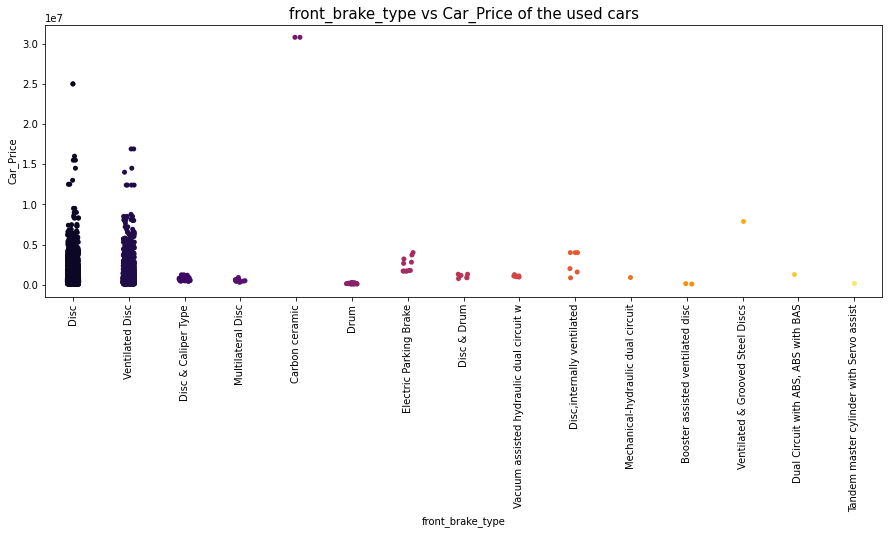 front_brake_type vs Car_Price of the used cars
1e7
3.0
2.5
2.0
1.5
1.0
0.5
0.0
Car_Price
Disc
Ventilated Disc
Disc & Caliper Type
Multilateral Disc
Carbon ceramic
Drum
Electric Parking Brake
Disc & Drum
Vacuum assisted hydraulic dual circuit w
Disc,internally ventilated
Mechanical-hydraulic dual circuit
Booster assisted ventilated disc
Ventilated & Grooved Steel Discs
Dual Circuit with ABS, ABS with BAS
Tandem master cylinder with Servo assist
front_brake_type